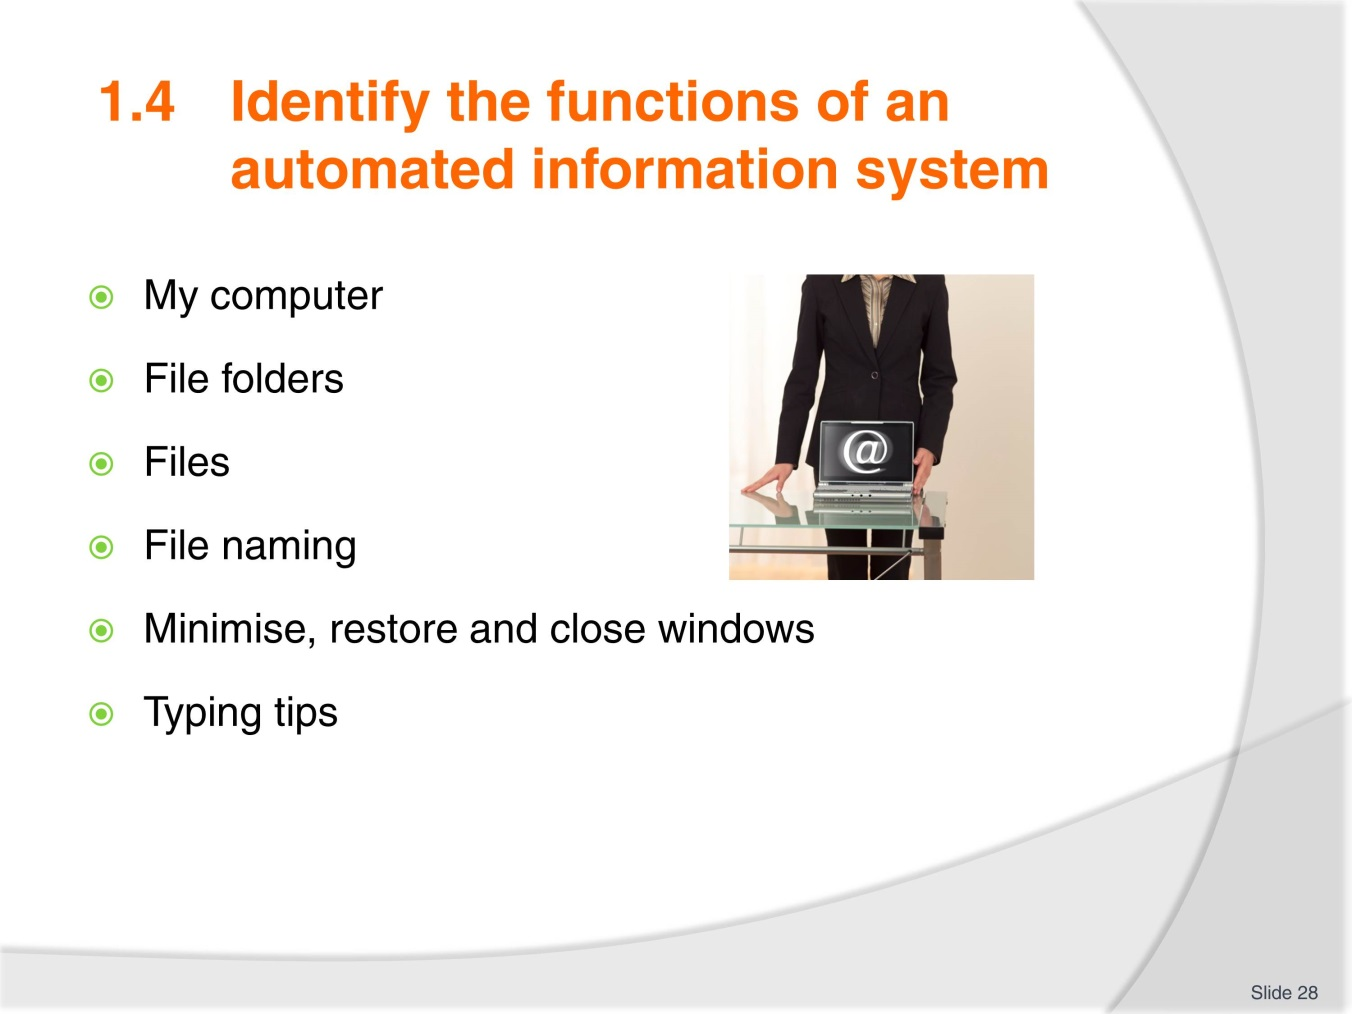 1.4 Identify the functions of an
automated information system
My computer
File folders
Files
File naming
@
Minimise, restore and close windows
Typing tips
Slide 28